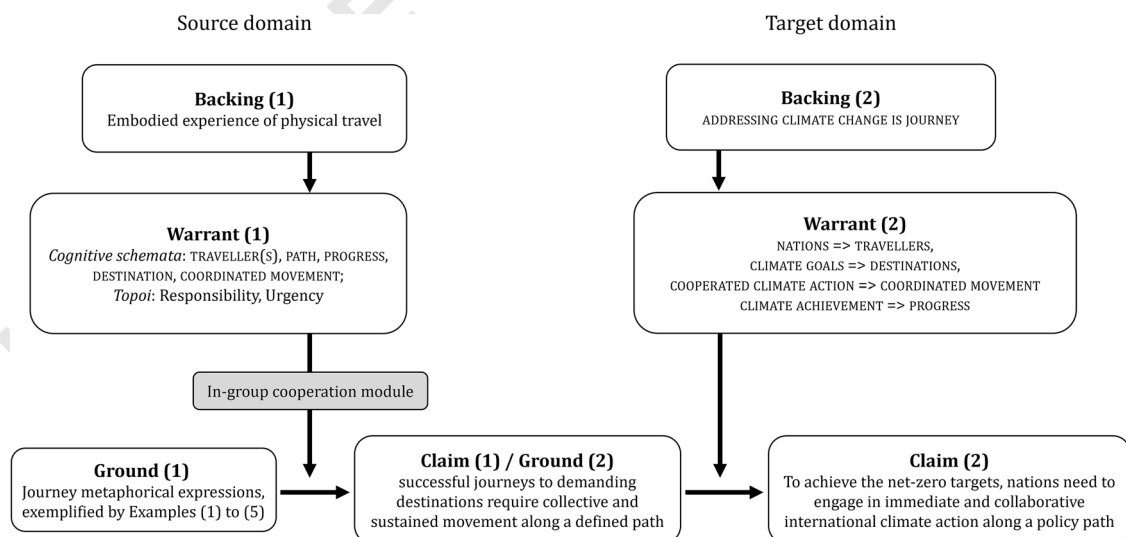 Source domain
Target domain
Backing (1)
Embodied experience of physical travel
Backing (2)
ADDRESSING CLIMATE CHANGE IS JOURNEY
Warrant (1)
Cognitive schemata: TRAVELLER(S), PATH, PROGRESS,
DESTINATION, COORDINATED MOVEMENT;
Topoi: Responsibility, Urgency
Warrant (2)
NATIONS => TRAVELLERS,
CLIMATE GOALS => DESTINATIONS,
COOPERATED CLIMATE ACTION => COORDINATED MOVEMENT
CLIMATE ACHIEVEMENT => PROGRESS
In-group cooperation module
Ground (1)
Journey metaphorical expressions,
exemplified by Examples (1) to (5)
Claim (1) / Ground (2)
successful journeys to demanding
destinations require collective and
sustained movement along a defined path
Claim (2)
To achieve the net-zero targets, nations need to
engage in immediate and collaborative
international climate action along a policy path